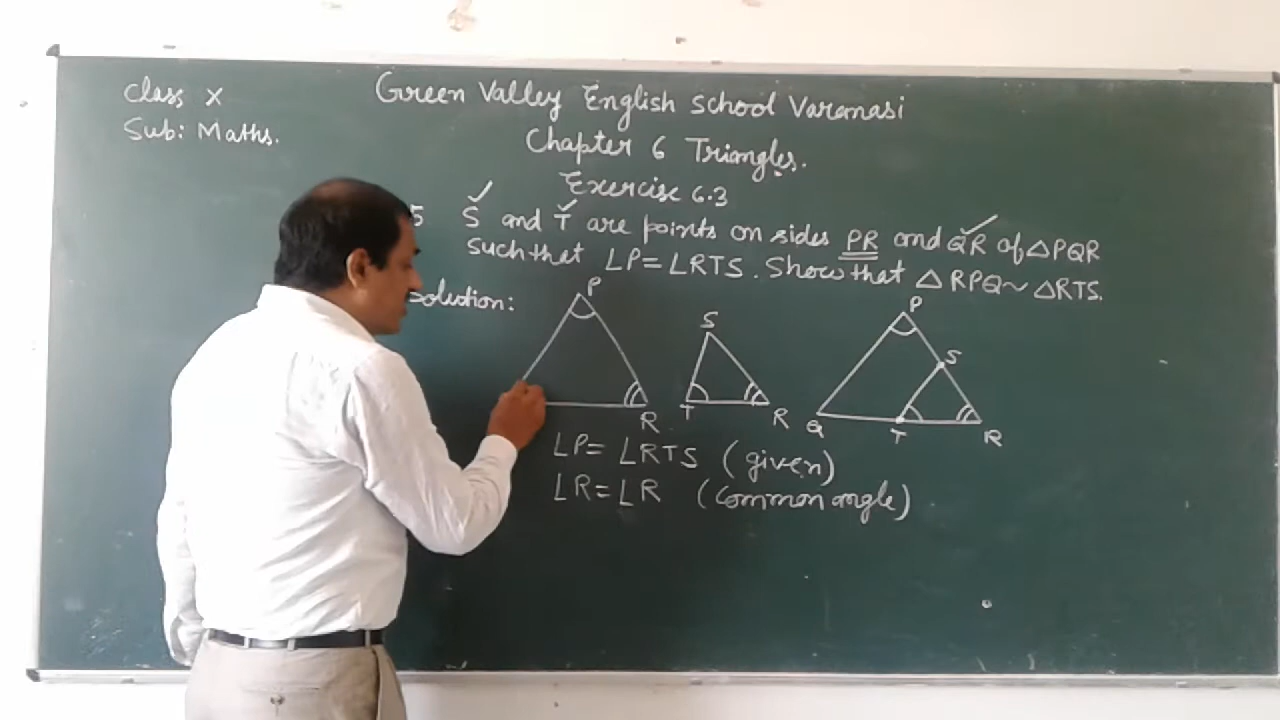 Class X
Sub: Maths.
Green Valley English School Varanasi
Chapter 6 Triangles.
Exercise 6.3
5 S and T are points on sides PR and QR of △PQR
such that ∠P=∠RTS. Show that △RPQ~△RTS.
Solution:
P
R
S
T
R
P
S
Q
T
R
∠P=∠RTS (given)
∠R=∠R (common angle)